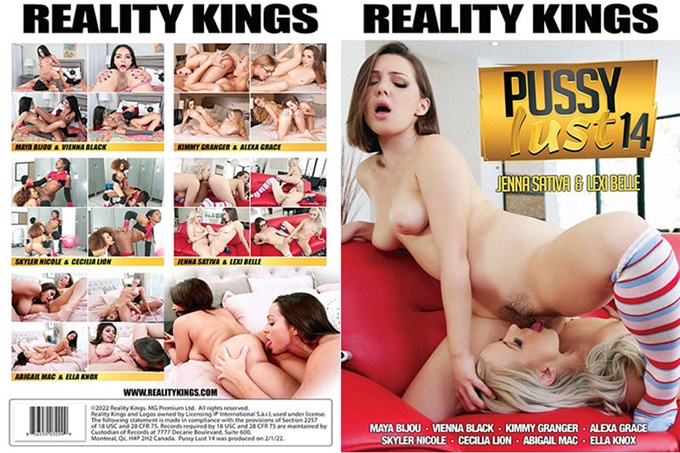 REALITY KINGS
MAYA BIJOU & VIENNA BLACK
KIMMY GRANGER & ALEXA GRACE
SKYLER NICOLE & CECILIA LION
JENNA SATIVA & LEXI BELLE
ABIGAIL MAC & ELLA KNOX
WWW.REALITYKINGS.COM
©2022 Reality Kings. MG Premium Ltd. All rights reserved.
Reality Kings and Logos owned by Licensing IP International S.à.r.l, used under license.
The following statement is made in compliance with the provisions of Section 2257
of 18 USC and 28 CFR 75. Records required by 18 USC and 28 CFR 75 are maintained by
Custodian of Records at 7777 Decarie Boulevard, Suite 600,
Montreal, Qc. H4P 2H2 Canada. Pussy Lust 14 was produced on 2/1/22.
REALITY KINGS
PUSSY
lust 14
JENNA SATIVA & LEXI BELLE
MAYA BIJOU · VIENNA BLACK · KIMMY GRANGER · ALEXA GRACE
SKYLER NICOLE · CECILIA LION · ABIGAIL MAC · ELLA KNOX